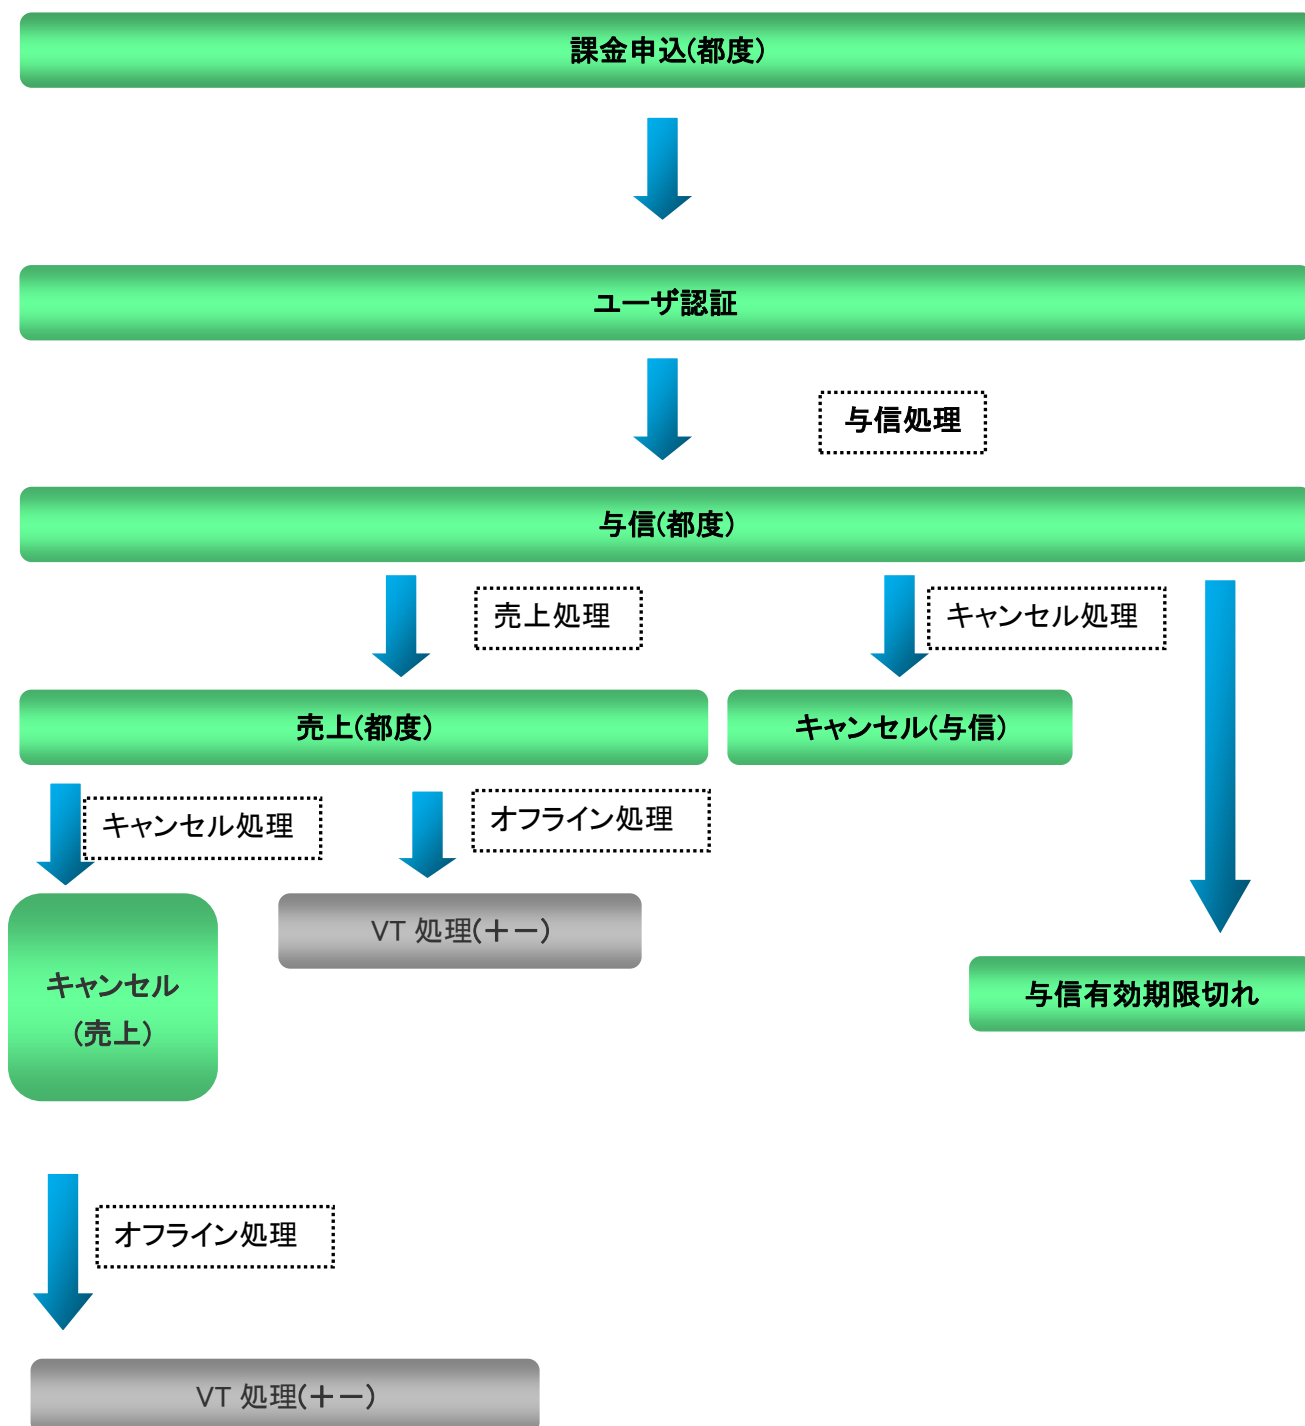 課金申込(都度)
ユーザ認証
与信処理
与信(都度)
売上処理
キャンセル処理
売上(都度)
キャンセル(与信)
キャンセル処理
オフライン処理
VT 処理(＋－)
キャンセル
(売上)
与信有効期限切れ
オフライン処理
VT 処理(＋－)